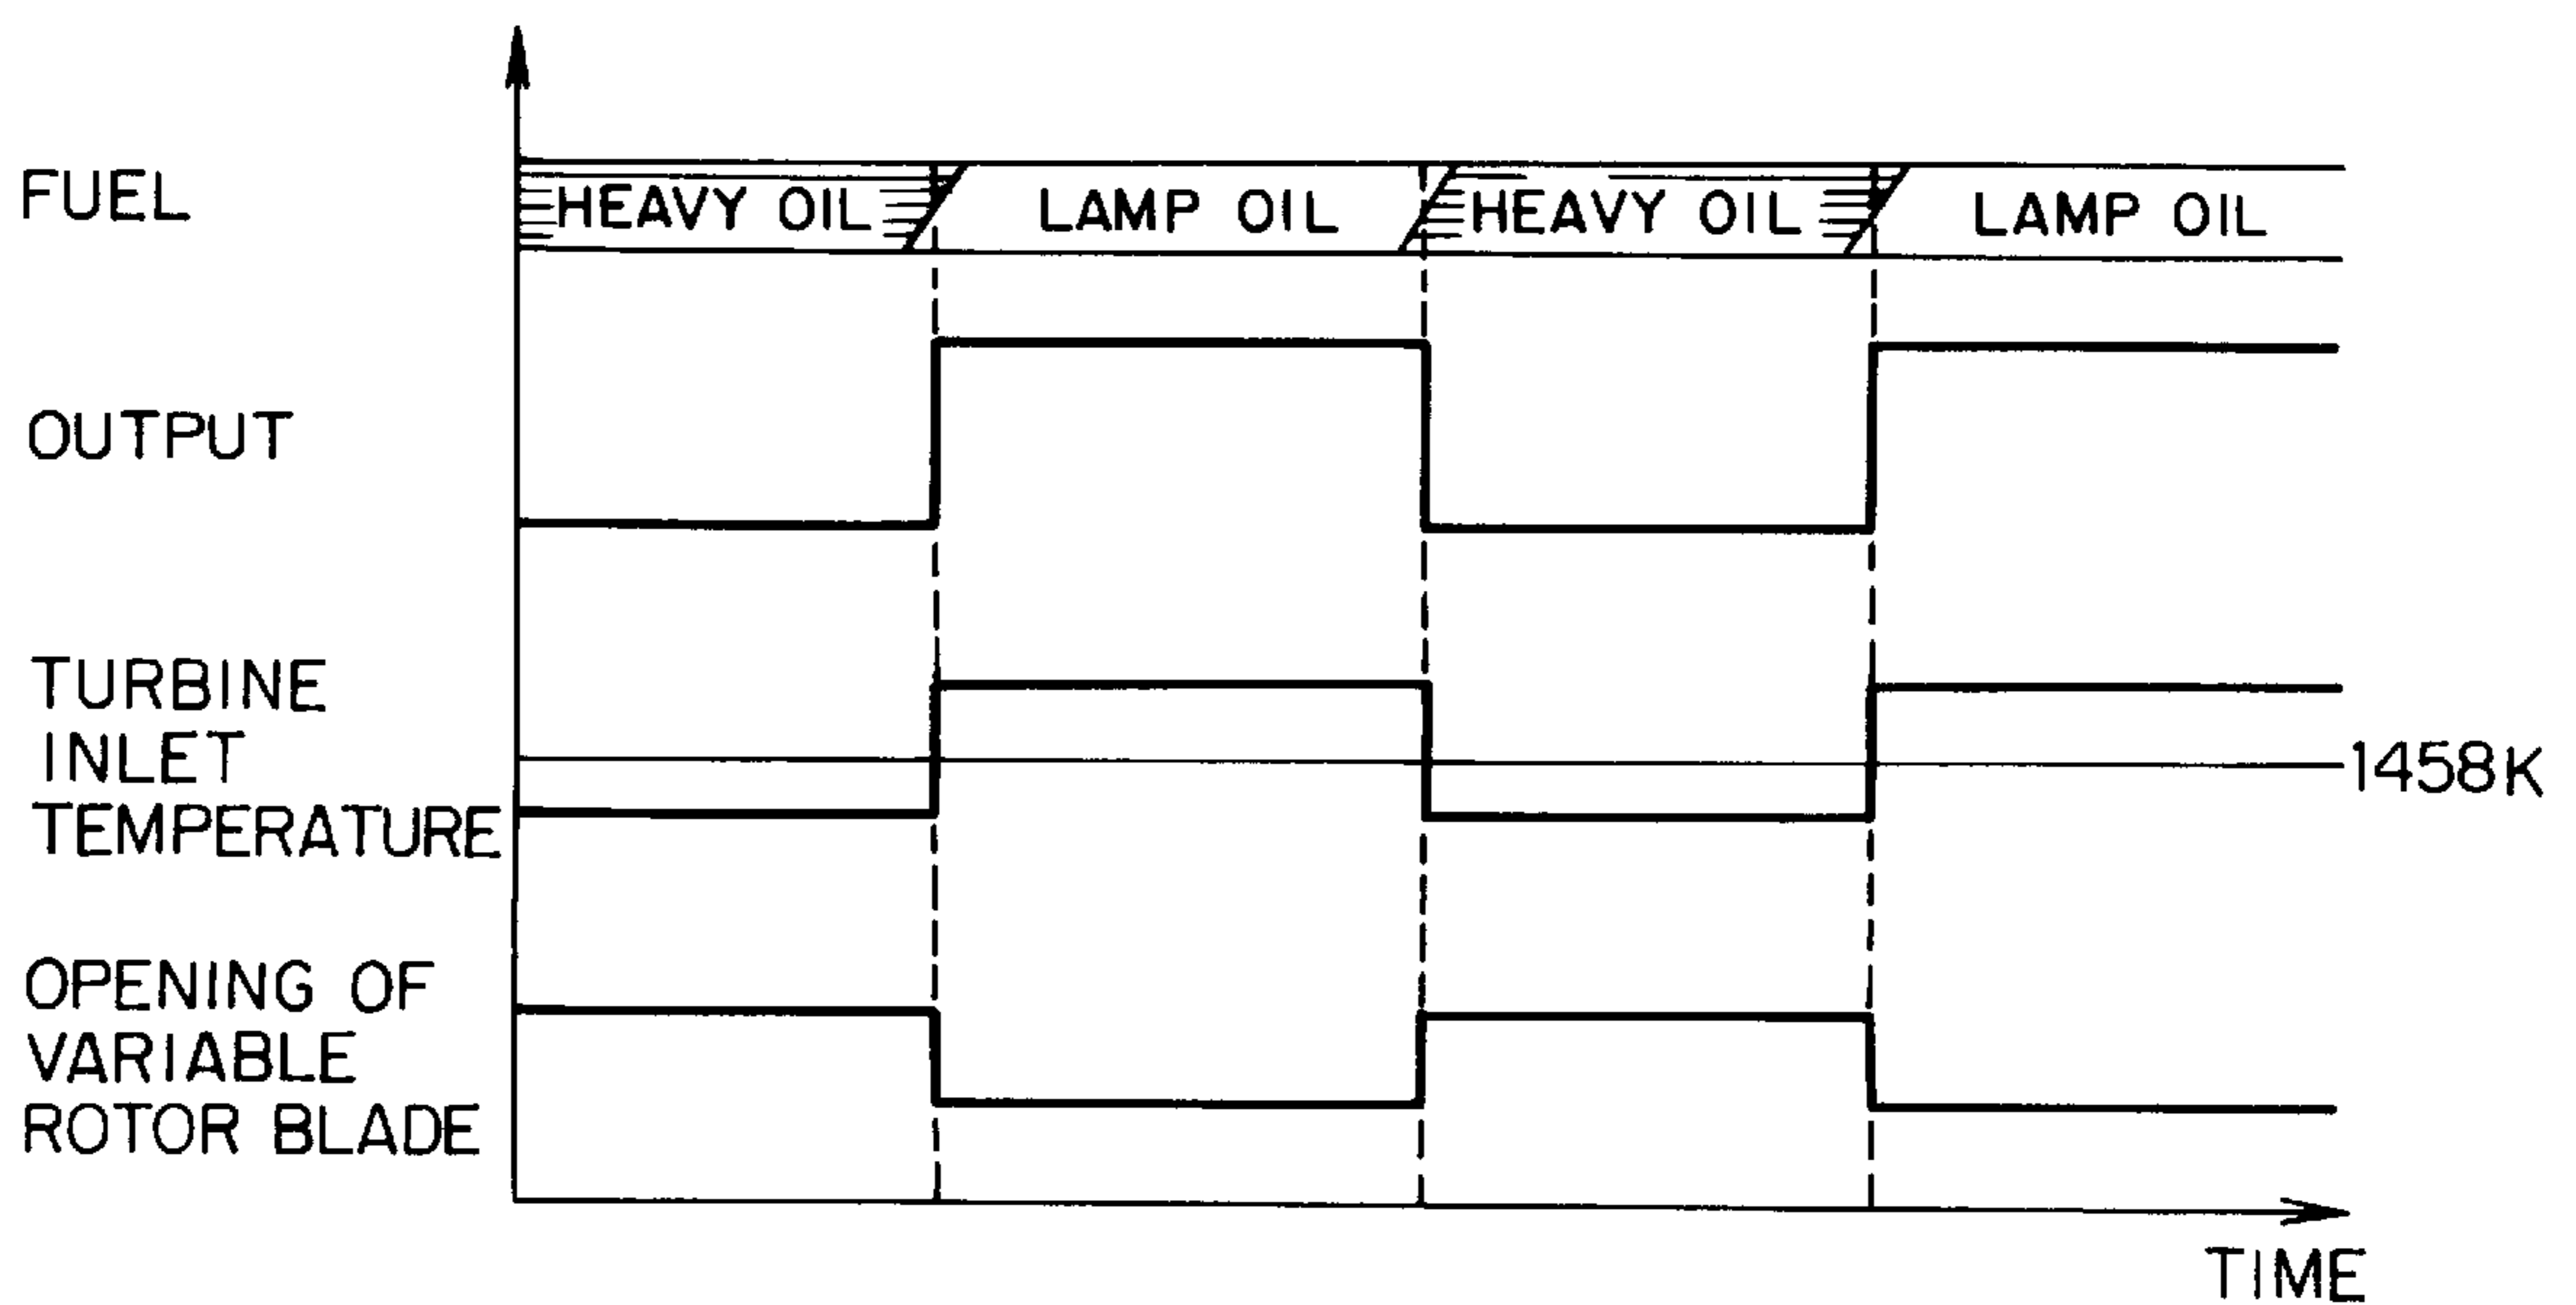 FUEL
HEAVY OIL
LAMP OIL
HEAVY OIL
LAMP OIL
OUTPUT
TURBINE
INLET
TEMPERATURE
1458K
OPENING OF
VARIABLE
ROTOR BLADE
TIME